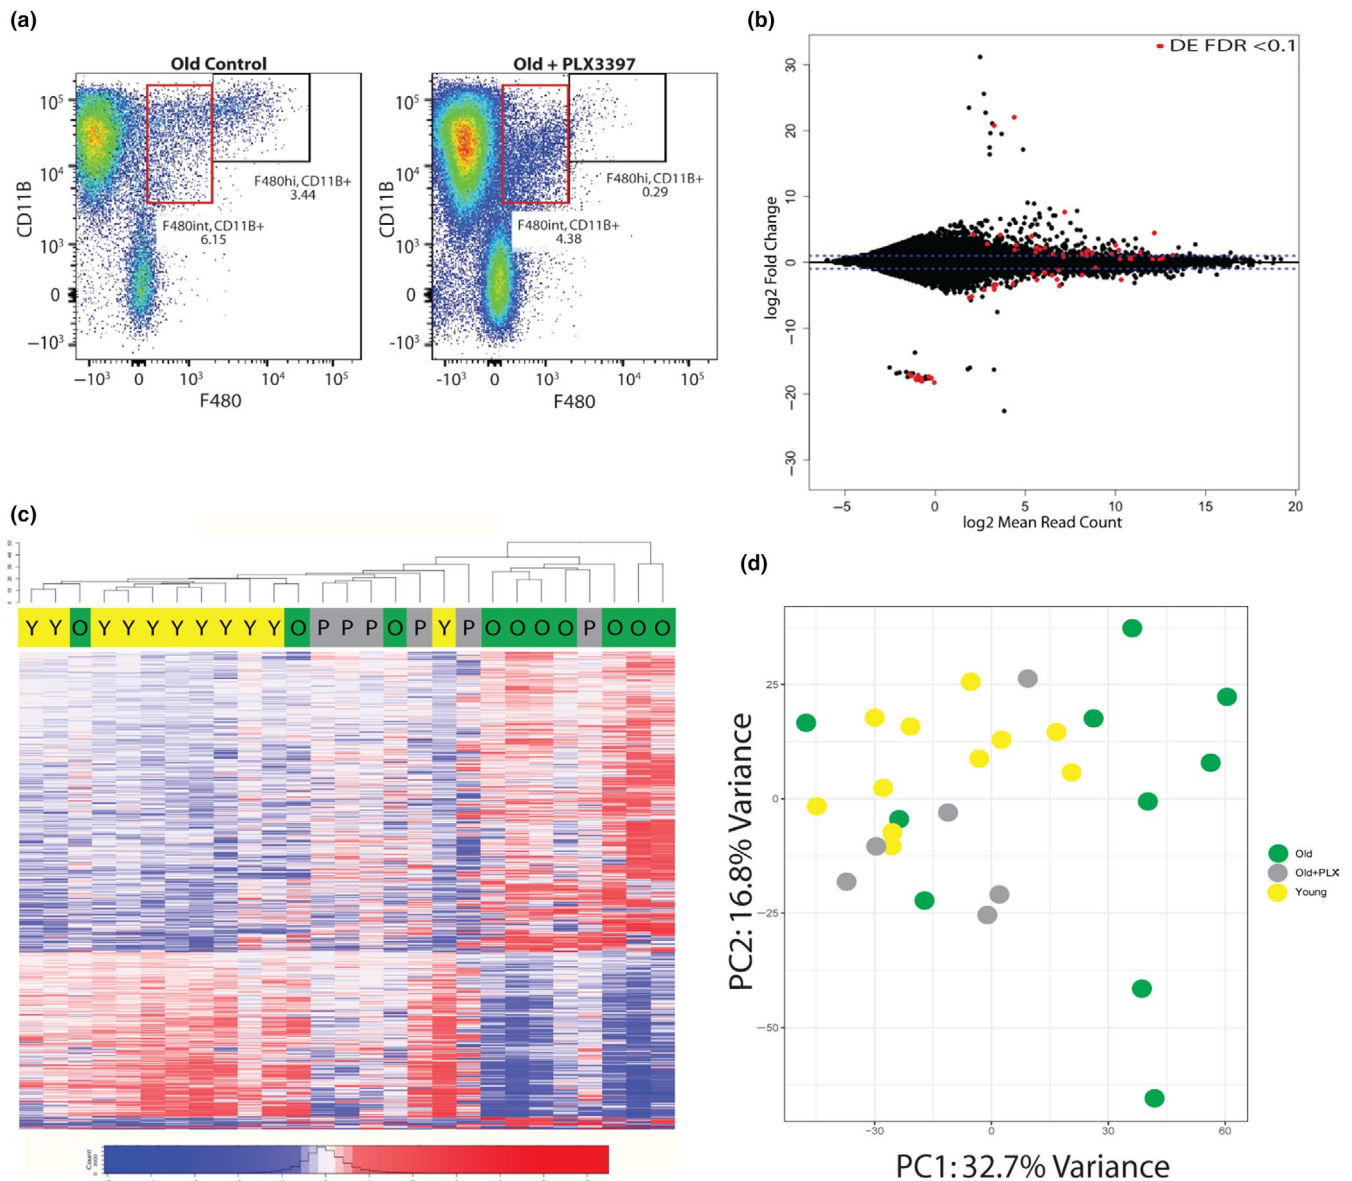 (a)
Old Control
Old + PLX3397
10⁵
10⁴
10³
0
−10³
CD11B
F480hi, CD11B+
3.44
F480int, CD11B+
6.15
−10³ 0 10³ 10⁴ 10⁵
F480
10⁵
10⁴
10³
0
-10³
CD11B
F480hi, CD11B+
0.29
F480int, CD11B+
4.38
-10³ 0 10³ 10⁴ 10⁵
F480
(b)
DE FDR <0.1
30
20
10
0
−10
−20
−30
log2 Fold Change
−5 0 5 10 15 20
log2 Mean Read Count
(c)
Y Y O Y Y Y Y Y Y Y Y O P P P O P Y P O O O O P O O O
Count
(d)
25
0
−25
−50
PC2: 16.8% Variance
−30 0 30 60
PC1: 32.7% Variance
Old
Old+PLX
Young